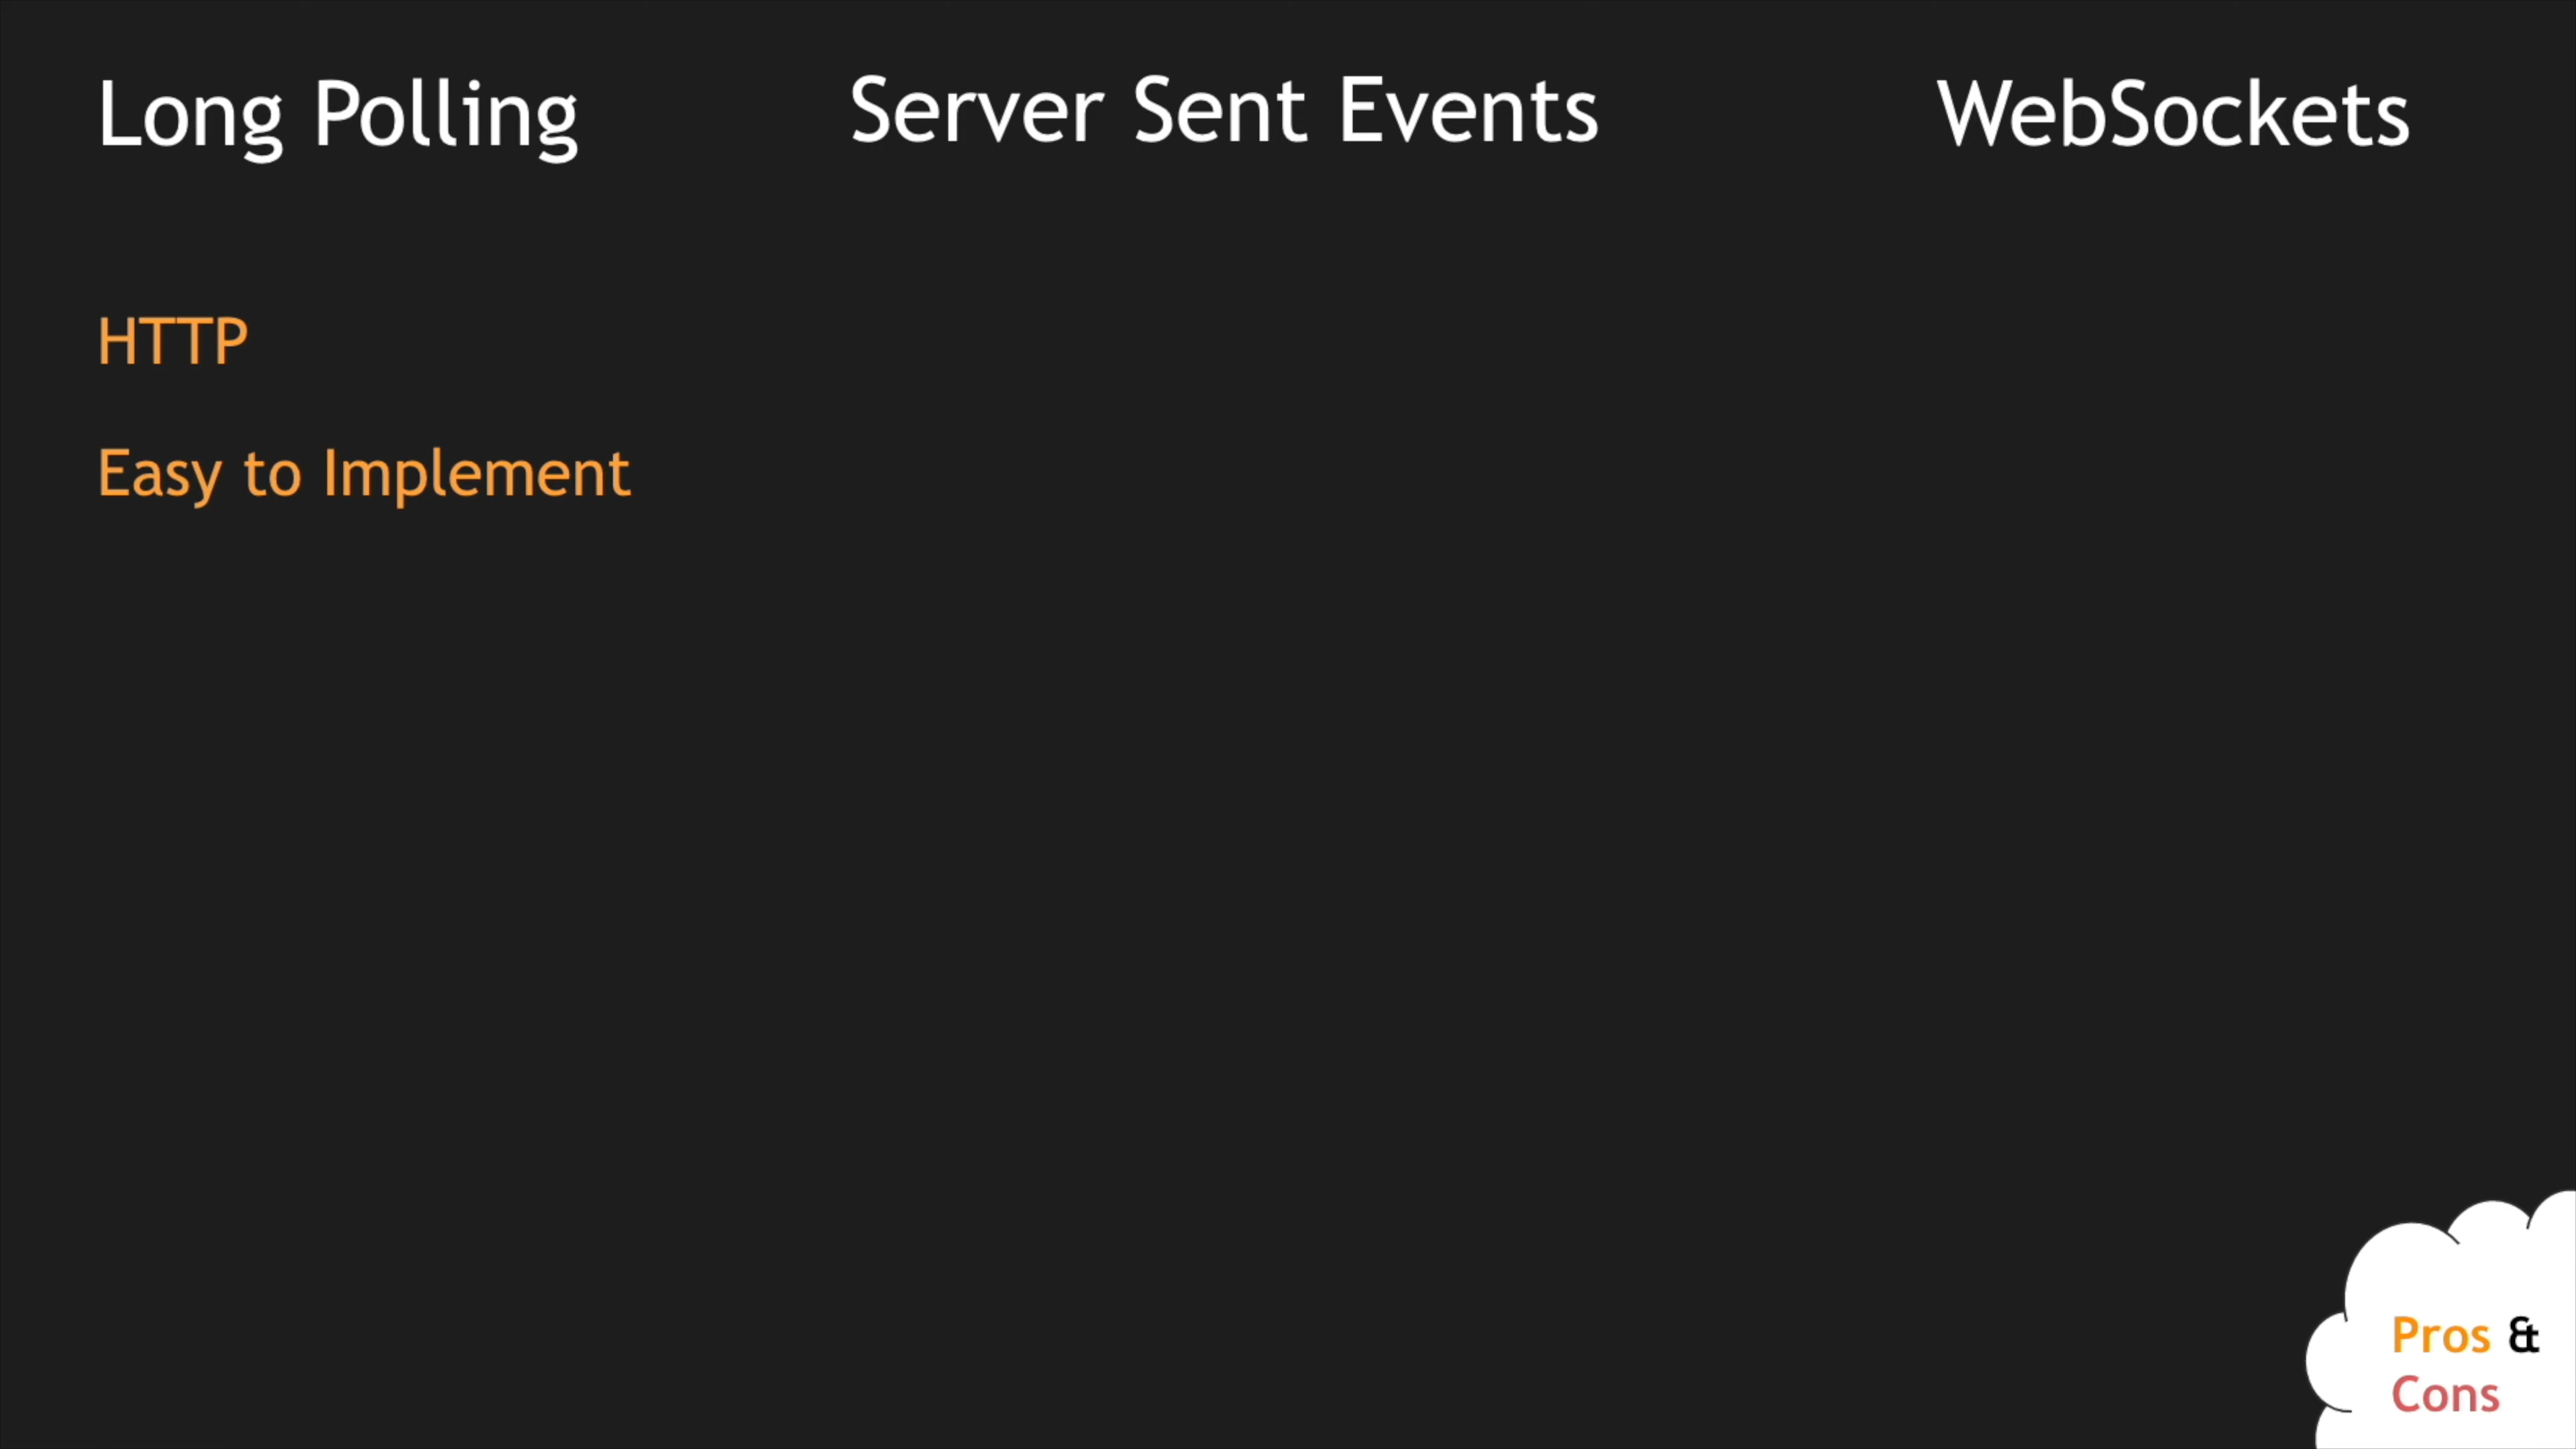 Long Polling
Server Sent Events
WebSockets
HTTP
Easy to Implement
Pros &
Cons